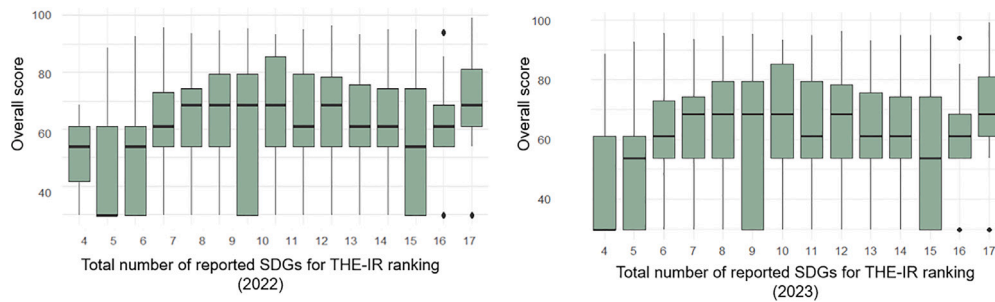 100
80
60
40
Overall score
4 5 6 7 8 9 10 11 12 13 14 15 16 17
Total number of reported SDGs for THE-IR ranking
(2022)
100
80
60
40
Overall score
4 5 6 7 8 9 10 11 12 13 14 15 16 17
Total number of reported SDGs for THE-IR ranking
(2023)